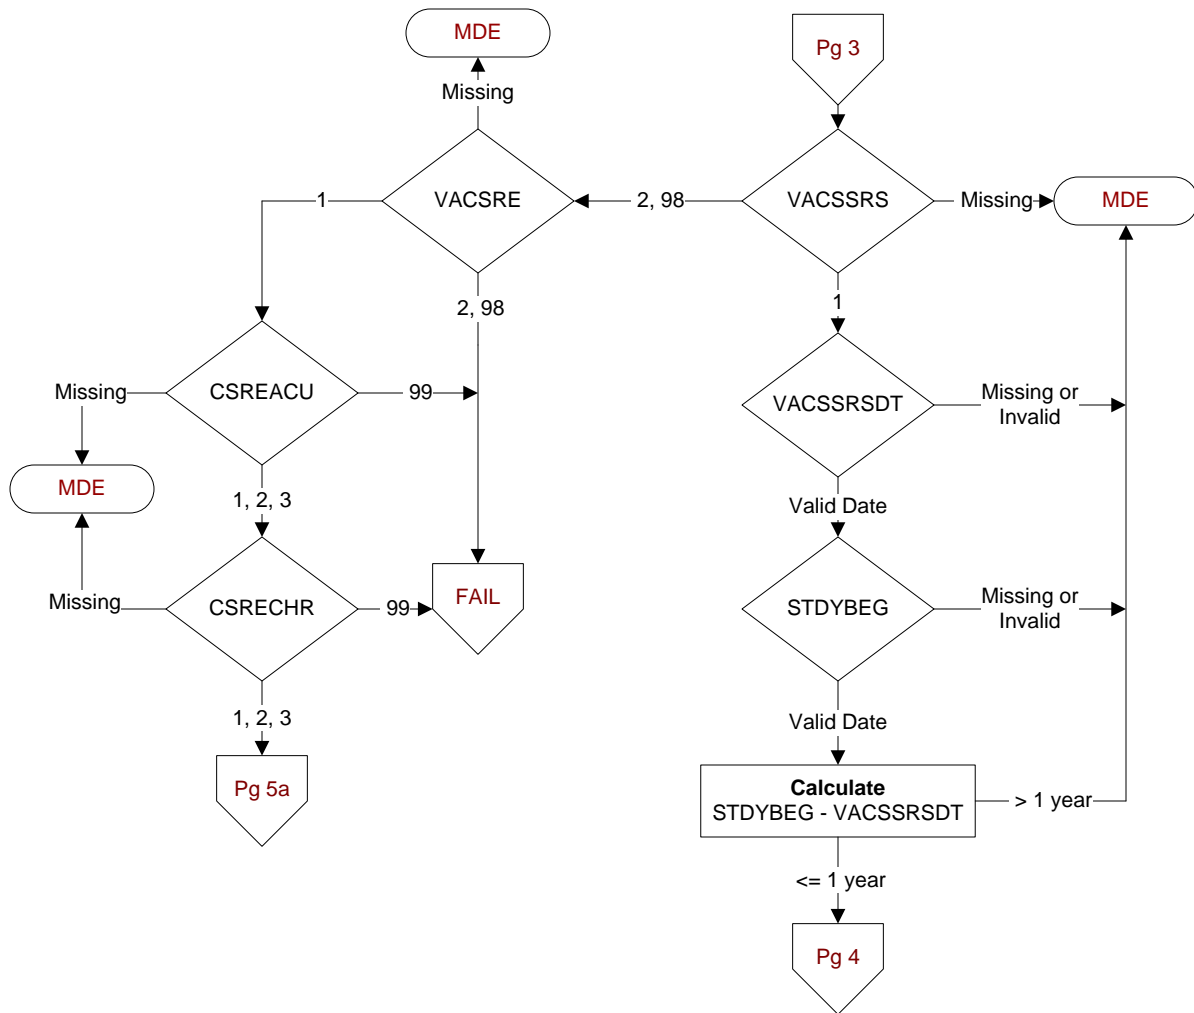 MDE
Pg 3
Missing
VACSRE
VACSSRS
1
2, 98
Missing
MDE
2, 98
1
CSREACU
Missing
99
VACSSRSDT
Missing or
Invalid
MDE
1, 2, 3
Valid Date
CSRECHR
Missing
99
FAIL
STDYBEG
Missing or
Invalid
1, 2, 3
Valid Date
Pg 5a
Calculate
STDYBEG - VACSSRSDT
> 1 year
<= 1 year
Pg 4